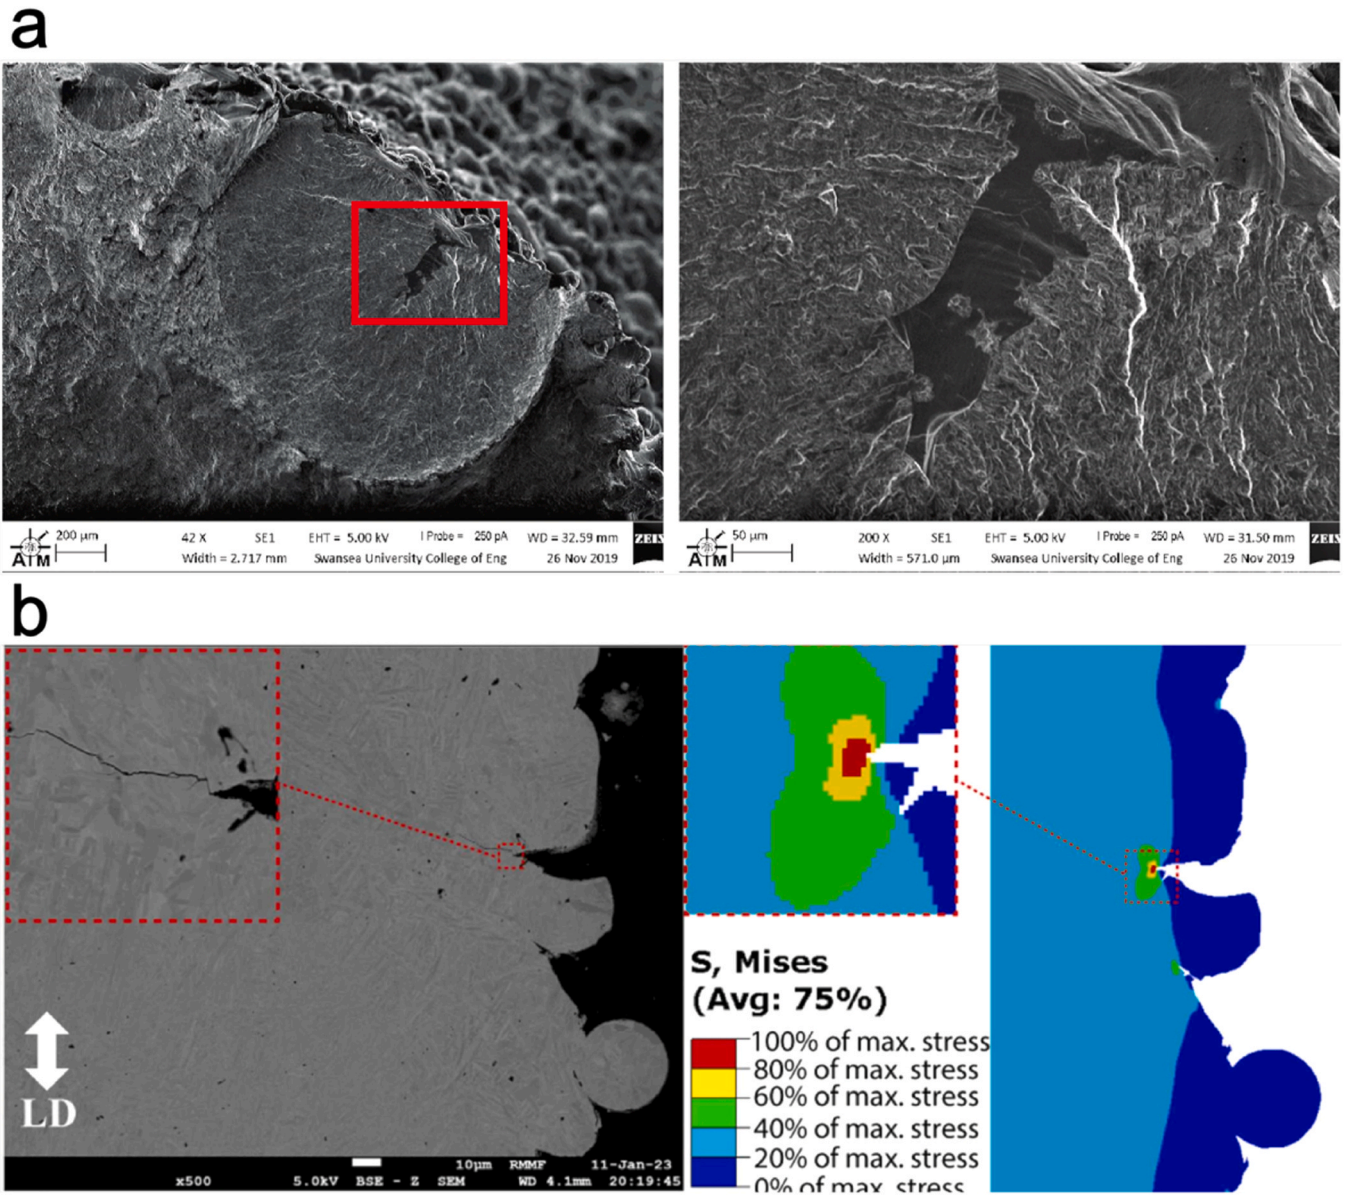 a
200 µm
42 X
SE1
EHT = 5.00 kV
I Probe = 250 pA
WD = 32.59 mm
ATM
Width = 2.717 mm
Swansea University College of Eng
26 Nov 2019
50 µm
200 X
SE1
EHT = 5.00 kV
I Probe = 250 pA
WD = 31.50 mm
ATM
Width = 571.0 µm
Swansea University College of Eng
26 Nov 2019
b
LD
10µm RMMF 11-Jan-23
x500 5.0kV BSE - Z SEM WD 4.1mm 20:19:45
S, Mises
(Avg: 75%)
100% of max. stress
80% of max. stress
60% of max. stress
40% of max. stress
20% of max. stress
0% of max. stress